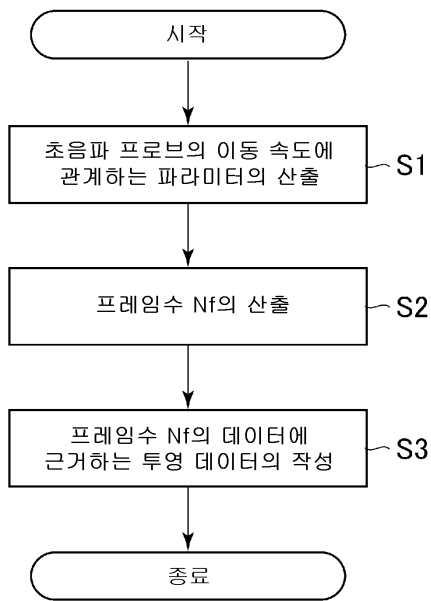 시작
초음파 프로브의 이동 속도에
관계하는 파라미터의 산출
S1
프레임수 Nf의 산출
S2
프레임수 Nf의 데이터에
근거하는 투영 데이터의 작성
S3
종료